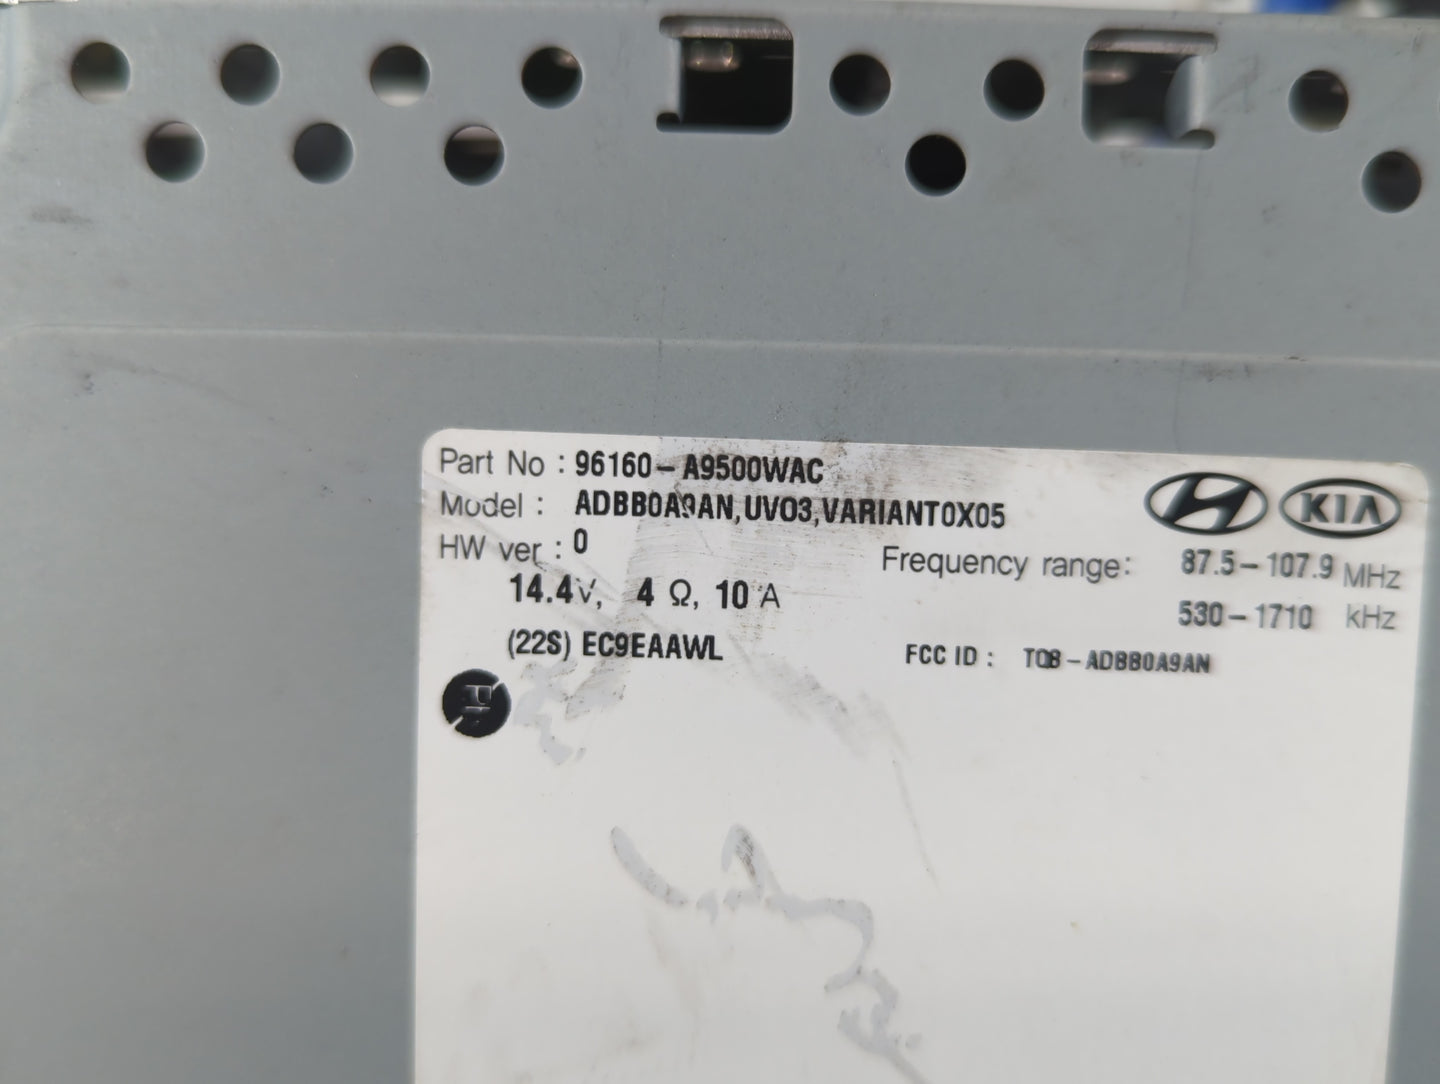 Part No : 96160-A9500WAC
Model : ADBB0A9AN,UVO3,VARIANT0X05
KIA
HW ver : 0
Frequency range: 87.5-107.9 MHz
14.4V, 4 Ω, 10 A
530-1710 kHz
(22S) EC9EAAWL
FCC ID : TQ8-ADBB0A9AN